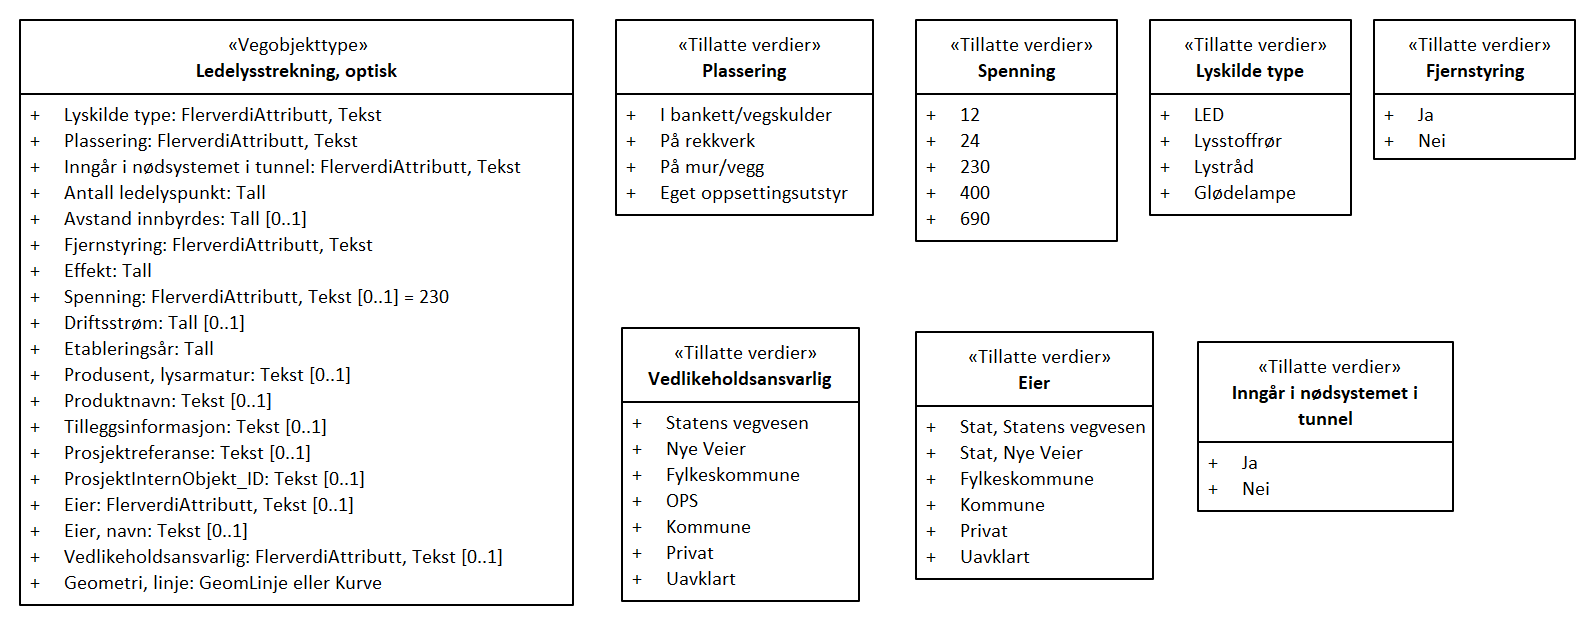 «Vegobjekttype»
Ledelysstrekning, optisk
+ Lyskilde type: FlerverdiAttributt, Tekst
+ Plassering: FlerverdiAttributt, Tekst
+ Inngår i nødsystemet i tunnel: FlerverdiAttributt, Tekst
+ Antall ledelyspunkt: Tall
+ Avstand innbyrdes: Tall [0..1]
+ Fjernstyring: FlerverdiAttributt, Tekst
+ Effekt: Tall
+ Spenning: FlerverdiAttributt, Tekst [0..1] = 230
+ Driftsstrøm: Tall [0..1]
+ Etableringsår: Tall
+ Produsent, lysarmatur: Tekst [0..1]
+ Produktnavn: Tekst [0..1]
+ Tilleggsinformasjon: Tekst [0..1]
+ Prosjektreferanse: Tekst [0..1]
+ ProsjektInternObjekt_ID: Tekst [0..1]
+ Eier: FlerverdiAttributt, Tekst [0..1]
+ Eier, navn: Tekst [0..1]
+ Vedlikeholdsansvarlig: FlerverdiAttributt, Tekst [0..1]
+ Geometri, linje: GeomLinje eller Kurve
«Tillatte verdier»
Plassering
+ I bankett/vegskulder
+ På rekkverk
+ På mur/vegg
+ Eget oppsettingsutstyr
«Tillatte verdier»
Spenning
+ 12
+ 24
+ 230
+ 400
+ 690
«Tillatte verdier»
Lyskilde type
+ LED
+ Lysstoffrør
+ Lystråd
+ Glødelampe
«Tillatte verdier»
Fjernstyring
+ Ja
+ Nei
«Tillatte verdier»
Vedlikeholdsansvarlig
+ Statens vegvesen
+ Nye Veier
+ Fylkeskommune
+ OPS
+ Kommune
+ Privat
+ Uavklart
«Tillatte verdier»
Eier
+ Stat, Statens vegvesen
+ Stat, Nye Veier
+ Fylkeskommune
+ Kommune
+ Privat
+ Uavklart
«Tillatte verdier»
Inngår i nødsystemet i
tunnel
+ Ja
+ Nei